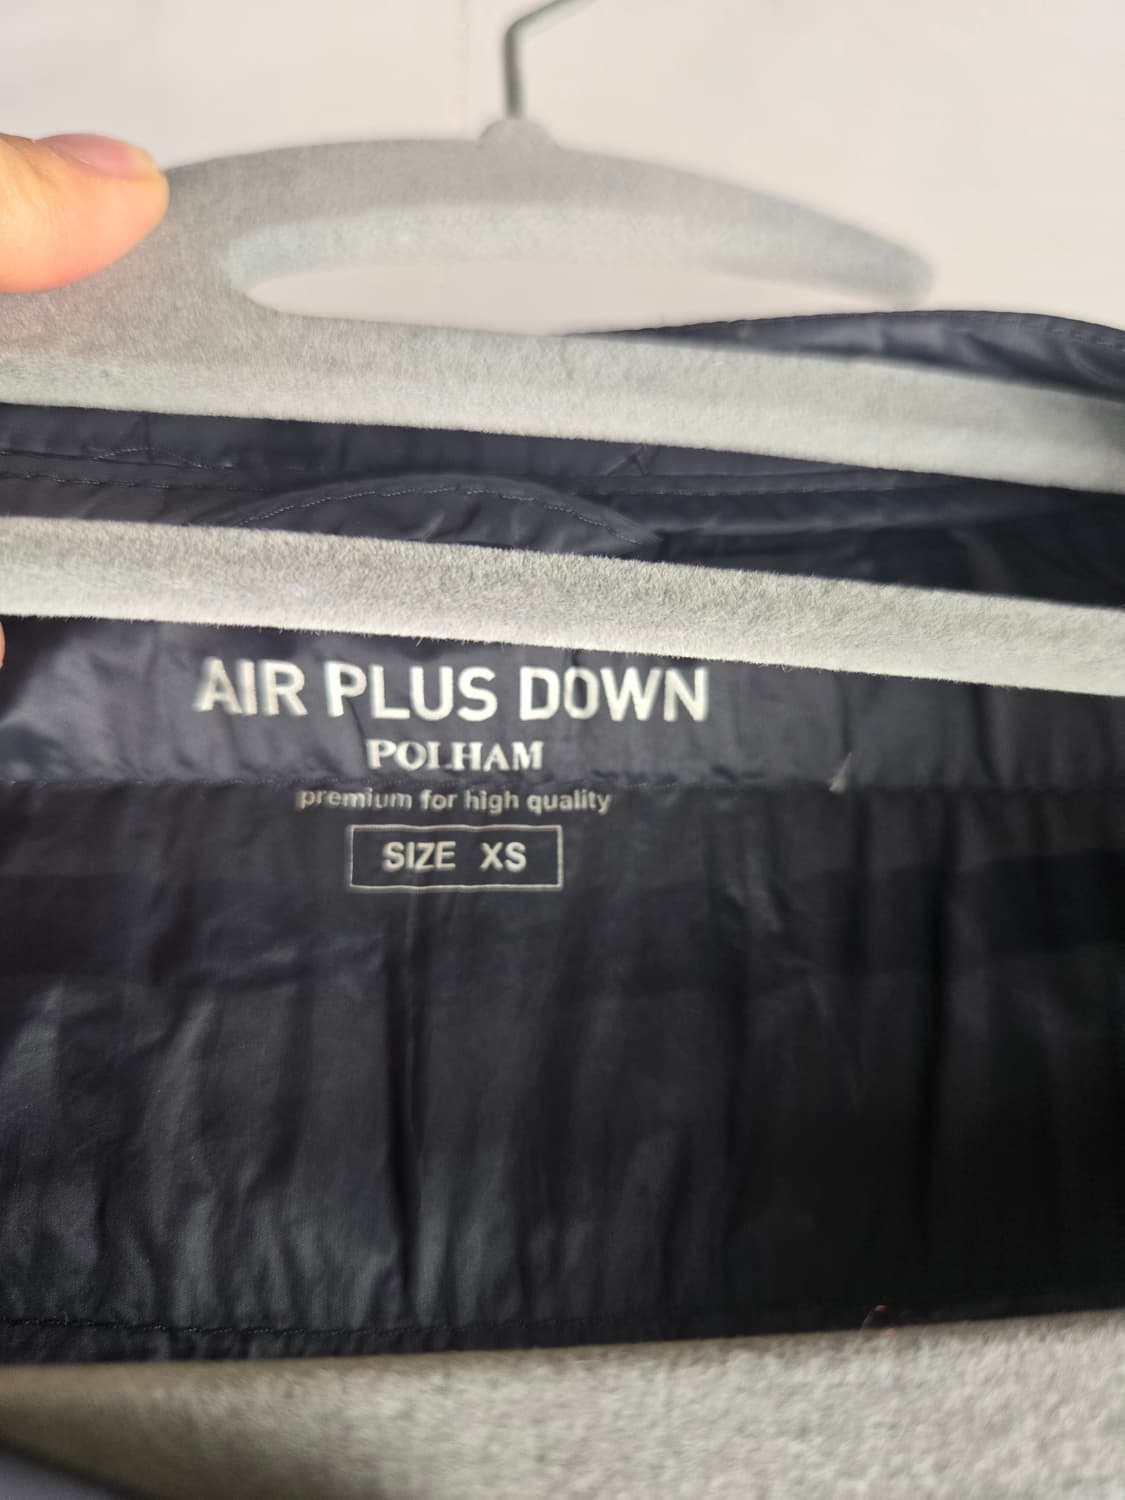 AIR PLUS DOWN
POLHAM
premium for high quality
SIZE XS